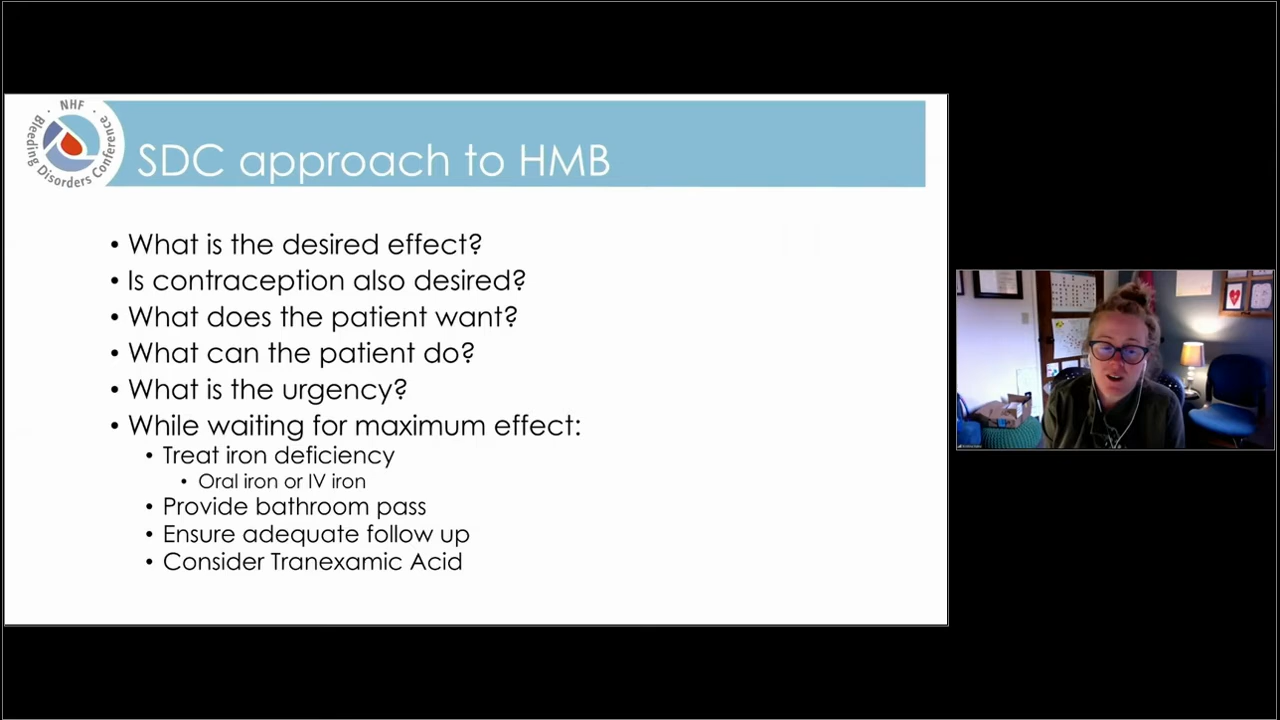 NHF
Bleeding Disorders Conference
SDC approach to HMB
• What is the desired effect?
• Is contraception also desired?
• What does the patient want?
• What can the patient do?
• What is the urgency?
• While waiting for maximum effect:
• Treat iron deficiency
• Oral iron or IV iron
• Provide bathroom pass
• Ensure adequate follow up
• Consider Tranexamic Acid